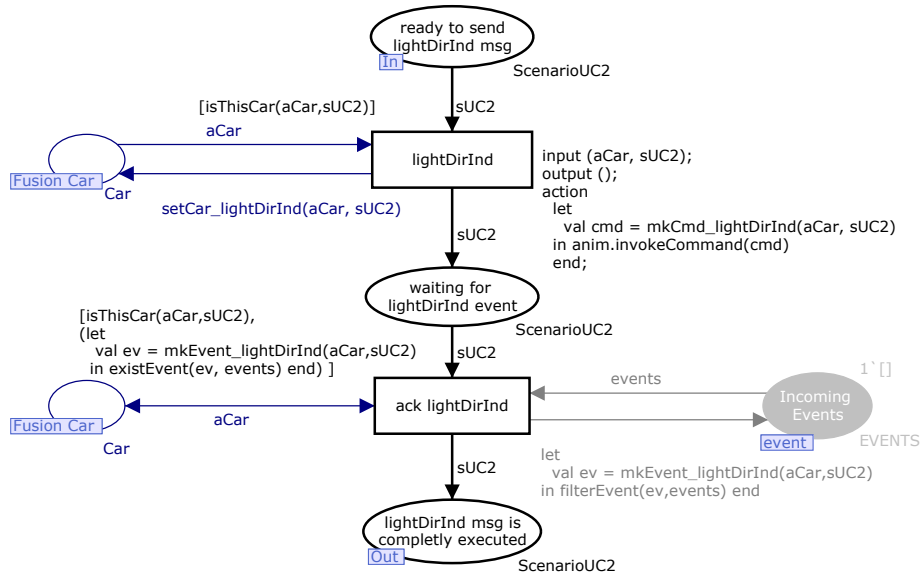 ready to send
lightDirInd msg
In
ScenarioUC2
sUC2
[isThisCar(aCar,sUC2)]
aCar
lightDirInd
Fusion Car
Car
setCar_lightDirInd(aCar, sUC2)
input (aCar, sUC2);
output ();
action
let
val cmd = mkCmd_lightDirInd(aCar, sUC2)
in anim.invokeCommand(cmd)
end;
sUC2
waiting for
lightDirInd event
ScenarioUC2
[isThisCar(aCar,sUC2),
(let
val ev = mkEvent_lightDirInd(aCar,sUC2)
in existEvent(ev, events) end) ]
sUC2
events
1`[]
Incoming
Events
event
EVENTS
ack lightDirInd
Fusion Car
Car
aCar
let
val ev = mkEvent_lightDirInd(aCar,sUC2)
in filterEvent(ev,events) end
sUC2
lightDirInd msg is
completly executed
Out
ScenarioUC2